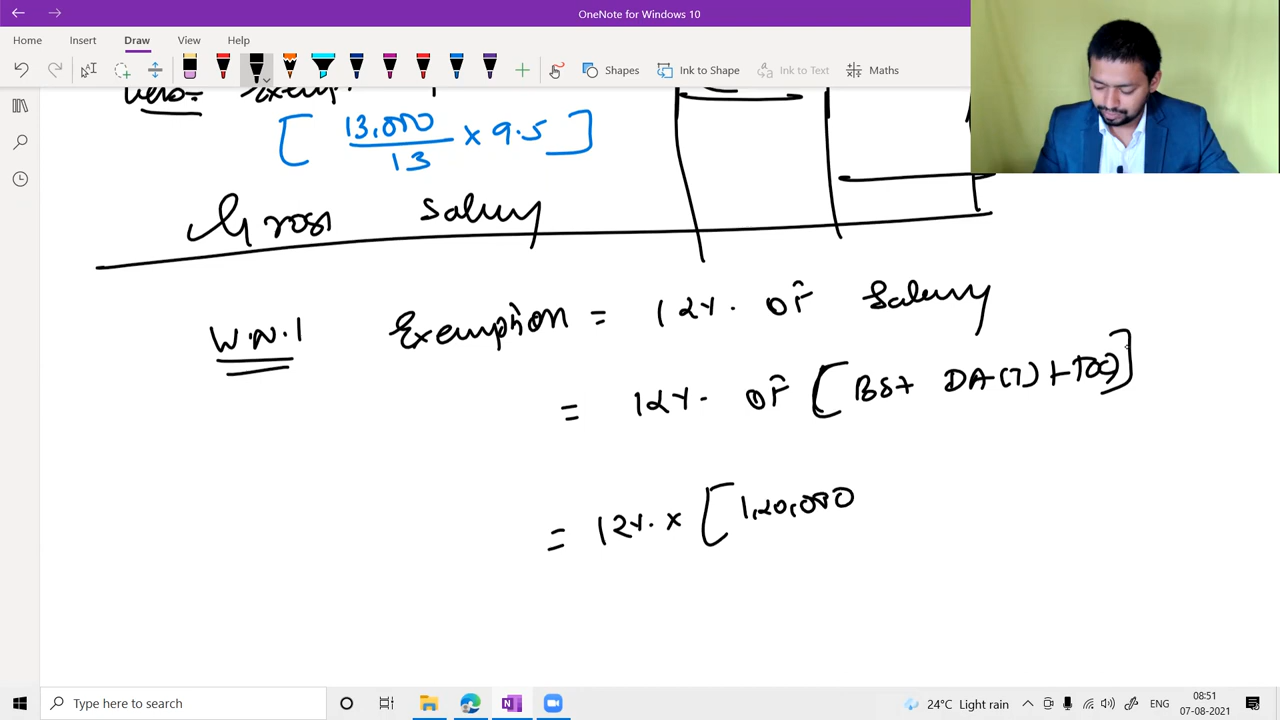 OneNote for Windows 10
Home Insert Draw View Help
Shapes Ink to Shape Ink to Text Maths
[ 13,000 / 13 × 9.5 ]
Gross Salary
W.N.1 Exemption = 12%. OF Salary
= 12%. OF [ BS+ DA(T)+TOC) ]
= 12%. × [ 1,20,000
Type here to search
24°C Light rain ENG 08:51
07-08-2021